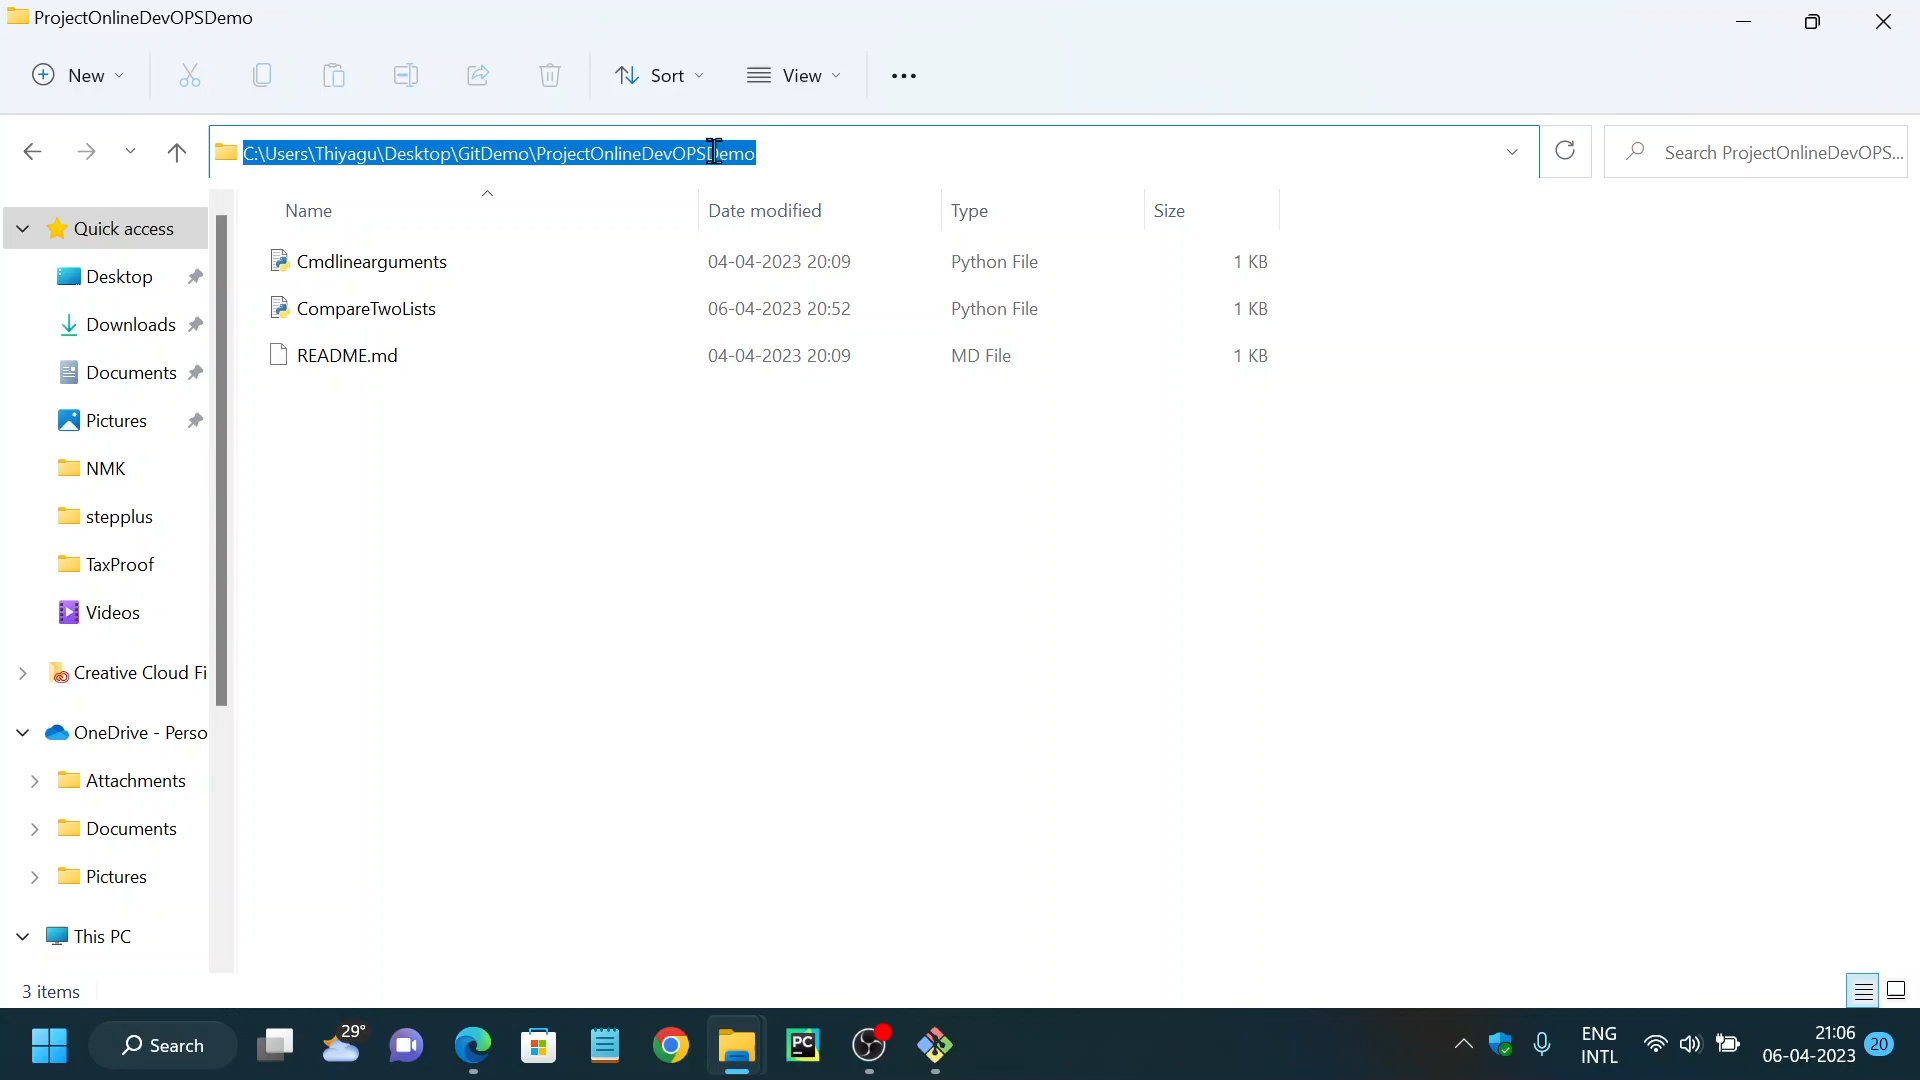 ProjectOnlineDevOPSDemo
New
Sort
View
C:\Users\Thiyagu\Desktop\GitDemo\ProjectOnlineDevOPSDemo
Search ProjectOnlineDevOPS...
Name Date modified Type Size
Cmdlinearguments 04-04-2023 20:09 Python File 1 KB
CompareTwoLists 06-04-2023 20:52 Python File 1 KB
README.md 04-04-2023 20:09 MD File 1 KB
Quick access
Desktop
Downloads
Documents
Pictures
NMK
stepplus
TaxProof
Videos
Creative Cloud Fi
OneDrive - Perso
Attachments
Documents
Pictures
This PC
3 items
Search
29°
PC
ENG
INTL
21:06
06-04-2023
20